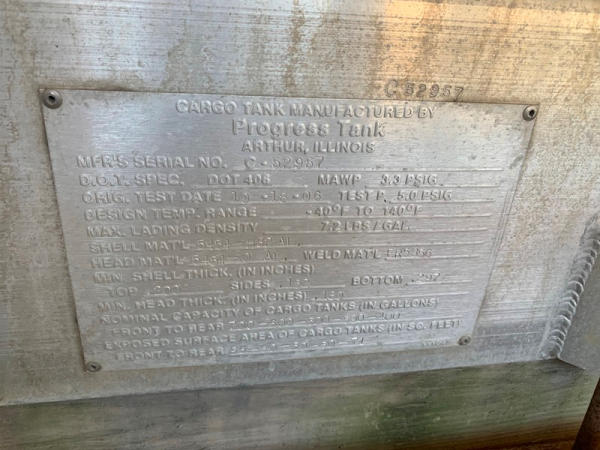 C52957
CARGO TANK MANUFACTURED BY
Progress Tank
ARTHUR, ILLINOIS
MFR'S SERIAL NO. C-52957
D.O.T. SPEC. DOT 406 MAWP 3.3 PSIG
ORIG. TEST DATE TEST P. 5.0 PSIG
DESIGN TEMP. RANGE -40°F TO 140°F
MAX. LADING DENSITY 7.2 LBS / GAL.
SHELL MAT'L AL
HEAD MAT'L AL WELD MAT'L
MIN. SHELL THICK. (IN INCHES)
TOP SIDES BOTTOM
MIN. HEAD THICK. (IN INCHES)
NOMINAL CAPACITY OF CARGO TANKS (IN GALLONS)
FRONT TO REAR
EXPOSED SURFACE AREA OF CARGO TANKS (IN SQ. FEET)
FRONT TO REAR